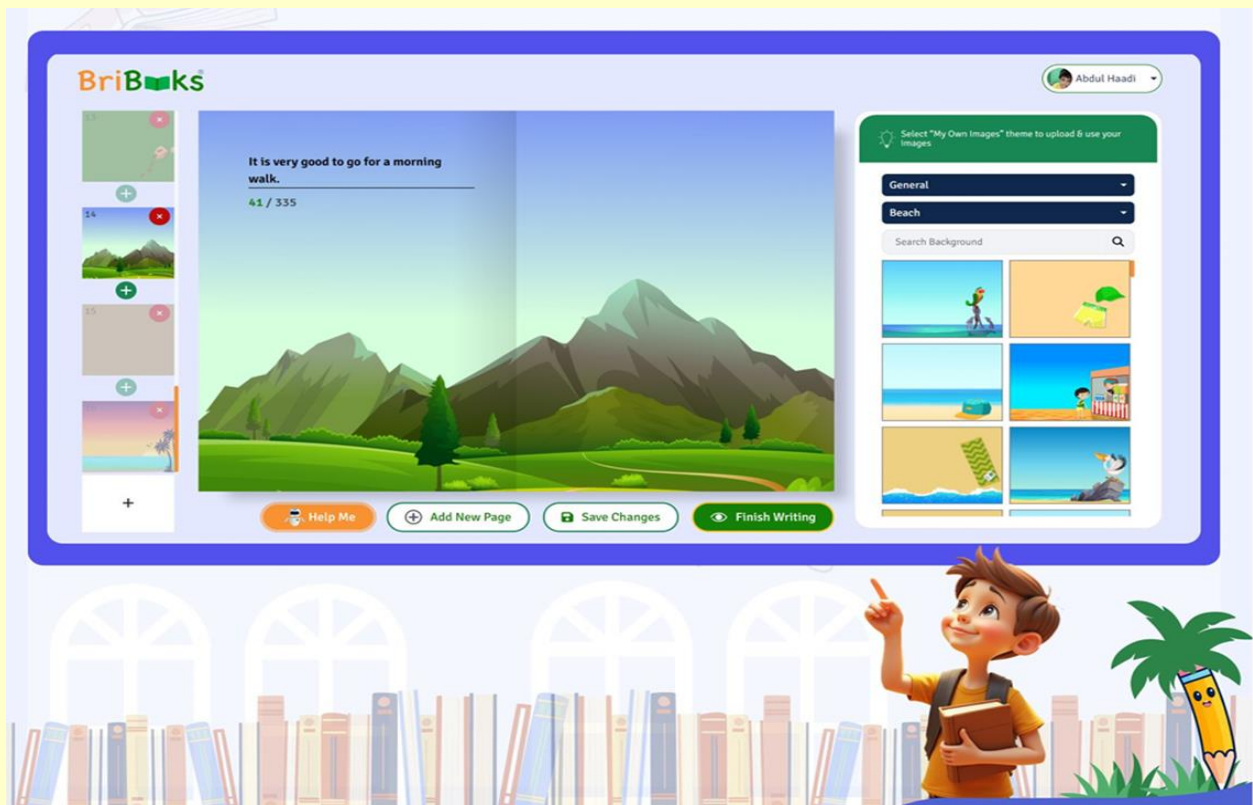 BriBooks
Abdul Haadi
13
14
15
It is very good to go for a morning
walk.
41 / 335
Select "My Own Images" theme to upload & use your
images
General
Beach
Search Background
Help Me
Add New Page
Save Changes
Finish Writing